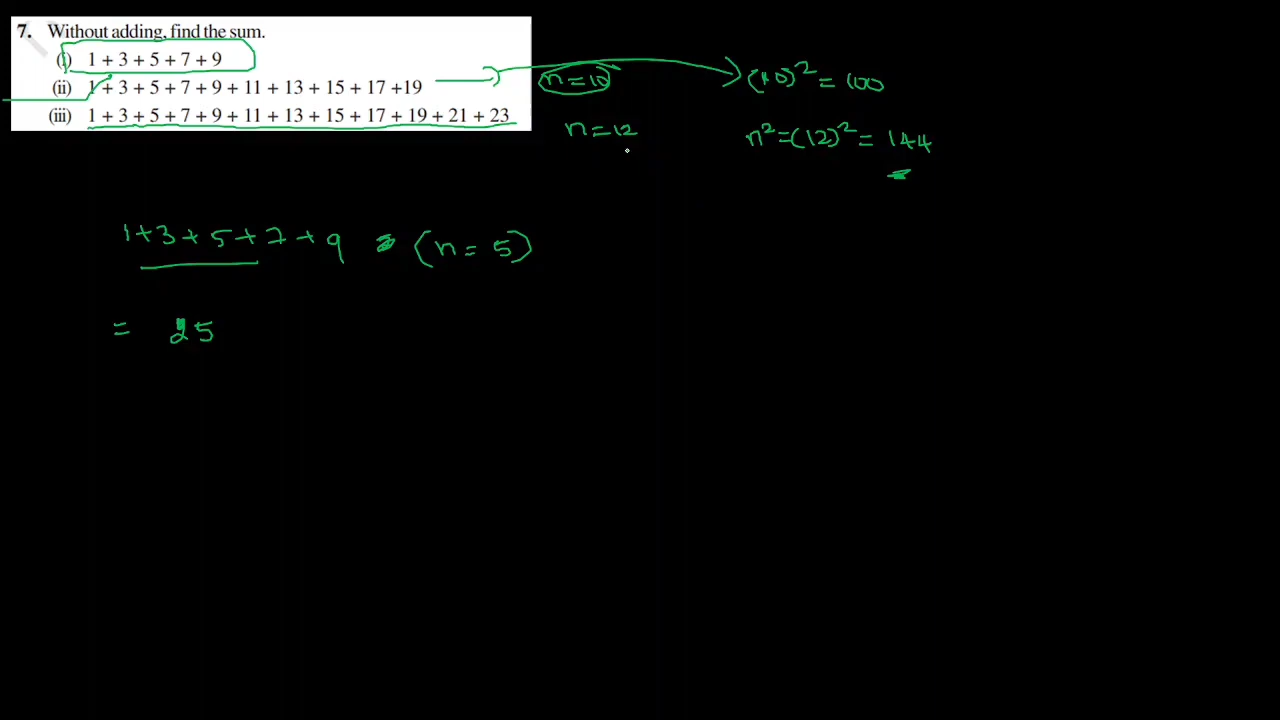 7. Without adding, find the sum.
(i) 1 + 3 + 5 + 7 + 9
(ii) 1 + 3 + 5 + 7 + 9 + 11 + 13 + 15 + 17 +19
n = 10
(10)² = 100
(iii) 1 + 3 + 5 + 7 + 9 + 11 + 13 + 15 + 17 + 19 + 21 + 23
n = 12
n² = (12)² = 144
1+3+5+7+9 (n = 5)
= 25